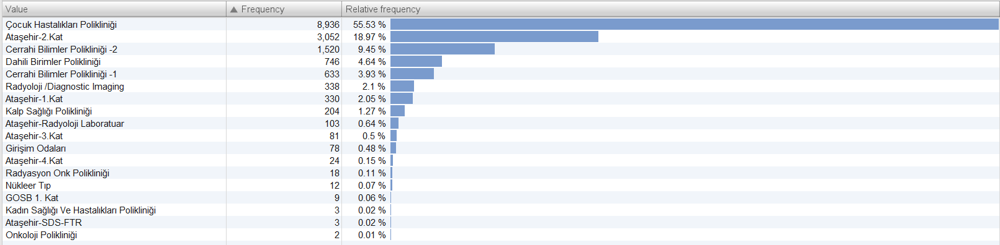 Value Frequency Relative frequency
Çocuk Hastalıkları Polikliniği 8,936 55.53 %
Ataşehir-2.Kat 3,052 18.97 %
Cerrahi Bilimler Polikliniği -2 1,520 9.45 %
Dahili Birimler Polikliniği 746 4.64 %
Cerrahi Bilimler Polikliniği -1 633 3.93 %
Radyoloji /Diagnostic Imaging 338 2.1 %
Ataşehir-1.Kat 330 2.05 %
Kalp Sağlığı Polikliniği 204 1.27 %
Ataşehir-Radyoloji Laboratuar 103 0.64 %
Ataşehir-3.Kat 81 0.5 %
Girişim Odaları 78 0.48 %
Ataşehir-4.Kat 24 0.15 %
Radyasyon Onk Polikliniği 18 0.11 %
Nükleer Tıp 12 0.07 %
GOSB 1. Kat 9 0.06 %
Kadın Sağlığı Ve Hastalıkları Polikliniği 3 0.02 %
Ataşehir-SDS-FTR 3 0.02 %
Onkoloji Polikliniği 2 0.01 %